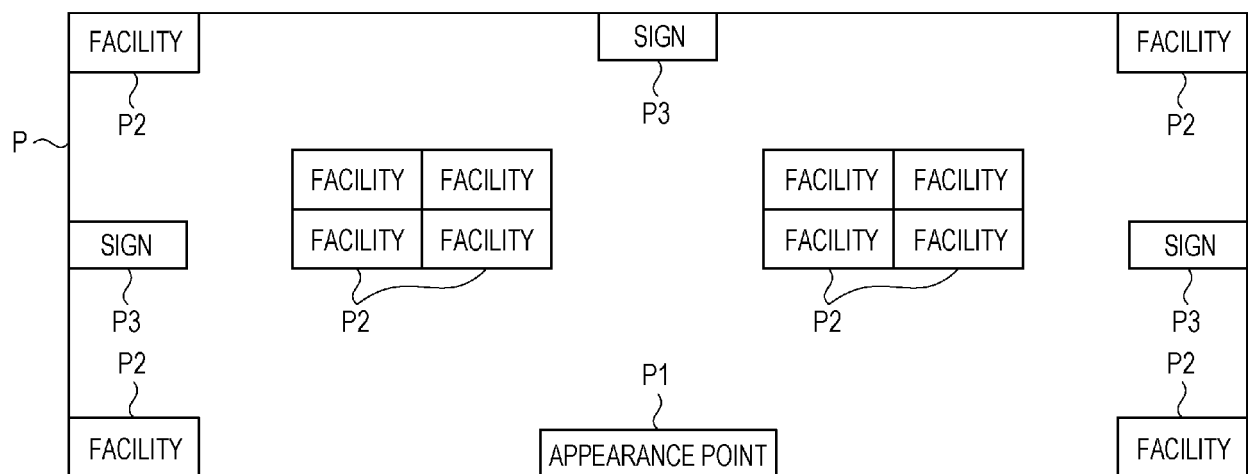 FACILITY SIGN FACILITY
P2 P3 P2
P
FACILITY FACILITY FACILITY FACILITY
FACILITY FACILITY FACILITY FACILITY
SIGN SIGN
P3 P2 P2 P3
P2 P1 P2
FACILITY APPEARANCE POINT FACILITY